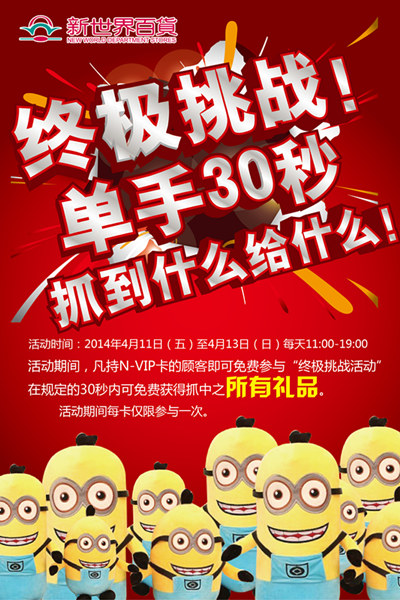 新世界百貨
NEW WORLD DEPARTMENT STORES
终极挑战！
单手30秒
抓到什么给什么！
活动时间：2014年4月11日（五）至4月13日（日）每天11:00-19:00
活动期间，凡持N-VIP卡的顾客即可免费参与“终极挑战活动”
在规定的30秒内可免费获得抓中之所有礼品。
活动期间每卡仅限参与一次。